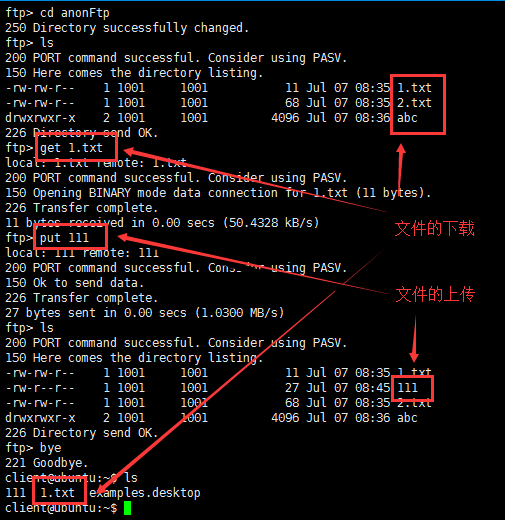 ftp> cd anonFtp
250 Directory successfully changed.
ftp> ls
200 PORT command successful. Consider using PASV.
150 Here comes the directory listing.
-rw-rw-r-- 1 1001 1001 11 Jul 07 08:35 1.txt
-rw-rw-r-- 1 1001 1001 68 Jul 07 08:35 2.txt
drwxrwxr-x 2 1001 1001 4096 Jul 07 08:36 abc
226 Directory send OK.
ftp> get 1.txt
local: 1.txt remote: 1.txt
200 PORT command successful. Consider using PASV.
150 Opening BINARY mode data connection for 1.txt (11 bytes).
226 Transfer complete.
11 bytes received in 0.00 secs (50.4328 kB/s)
文件的下载
ftp> put 111
local: 111 remote: 111
200 PORT command successful. Consider using PASV.
150 Ok to send data.
226 Transfer complete.
文件的上传
27 bytes sent in 0.00 secs (1.0300 MB/s)
ftp> ls
200 PORT command successful. Consider using PASV.
150 Here comes the directory listing.
-rw-rw-r-- 1 1001 1001 11 Jul 07 08:35 1.txt
-rw-r--r-- 1 1001 1001 27 Jul 07 08:45 111
-rw-rw-r-- 1 1001 1001 68 Jul 07 08:35 2.txt
drwxrwxr-x 2 1001 1001 4096 Jul 07 08:36 abc
226 Directory send OK.
ftp> bye
221 Goodbye.
client@ubuntu:~$ ls
111 1.txt examples.desktop
client@ubuntu:~$